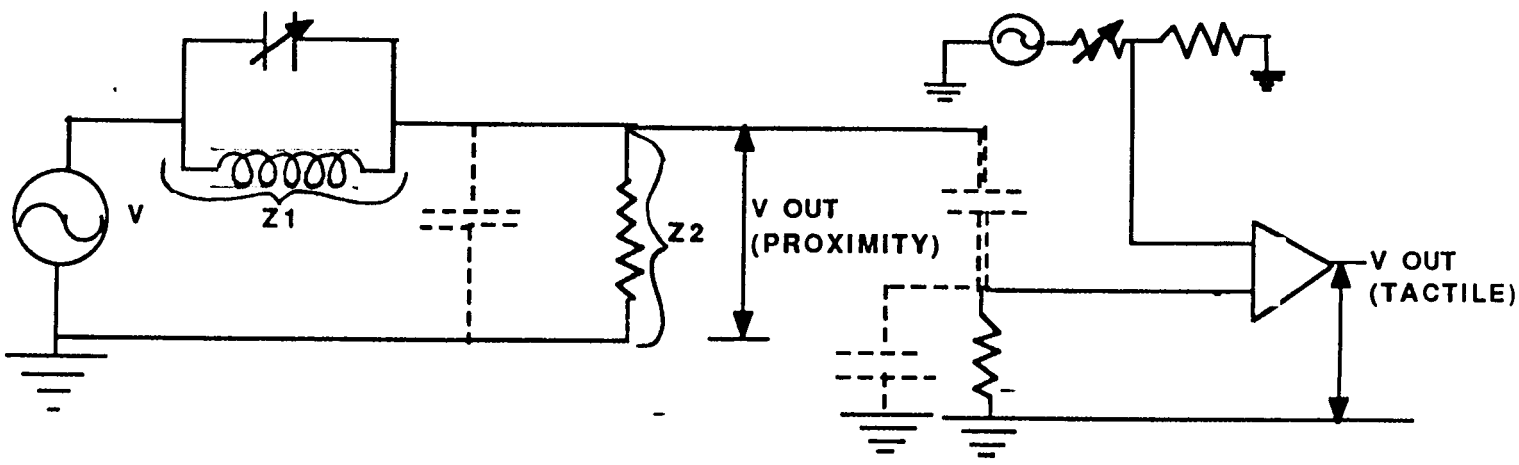 V
Z1
Z2
V OUT
(PROXIMITY)
V OUT
(TACTILE)